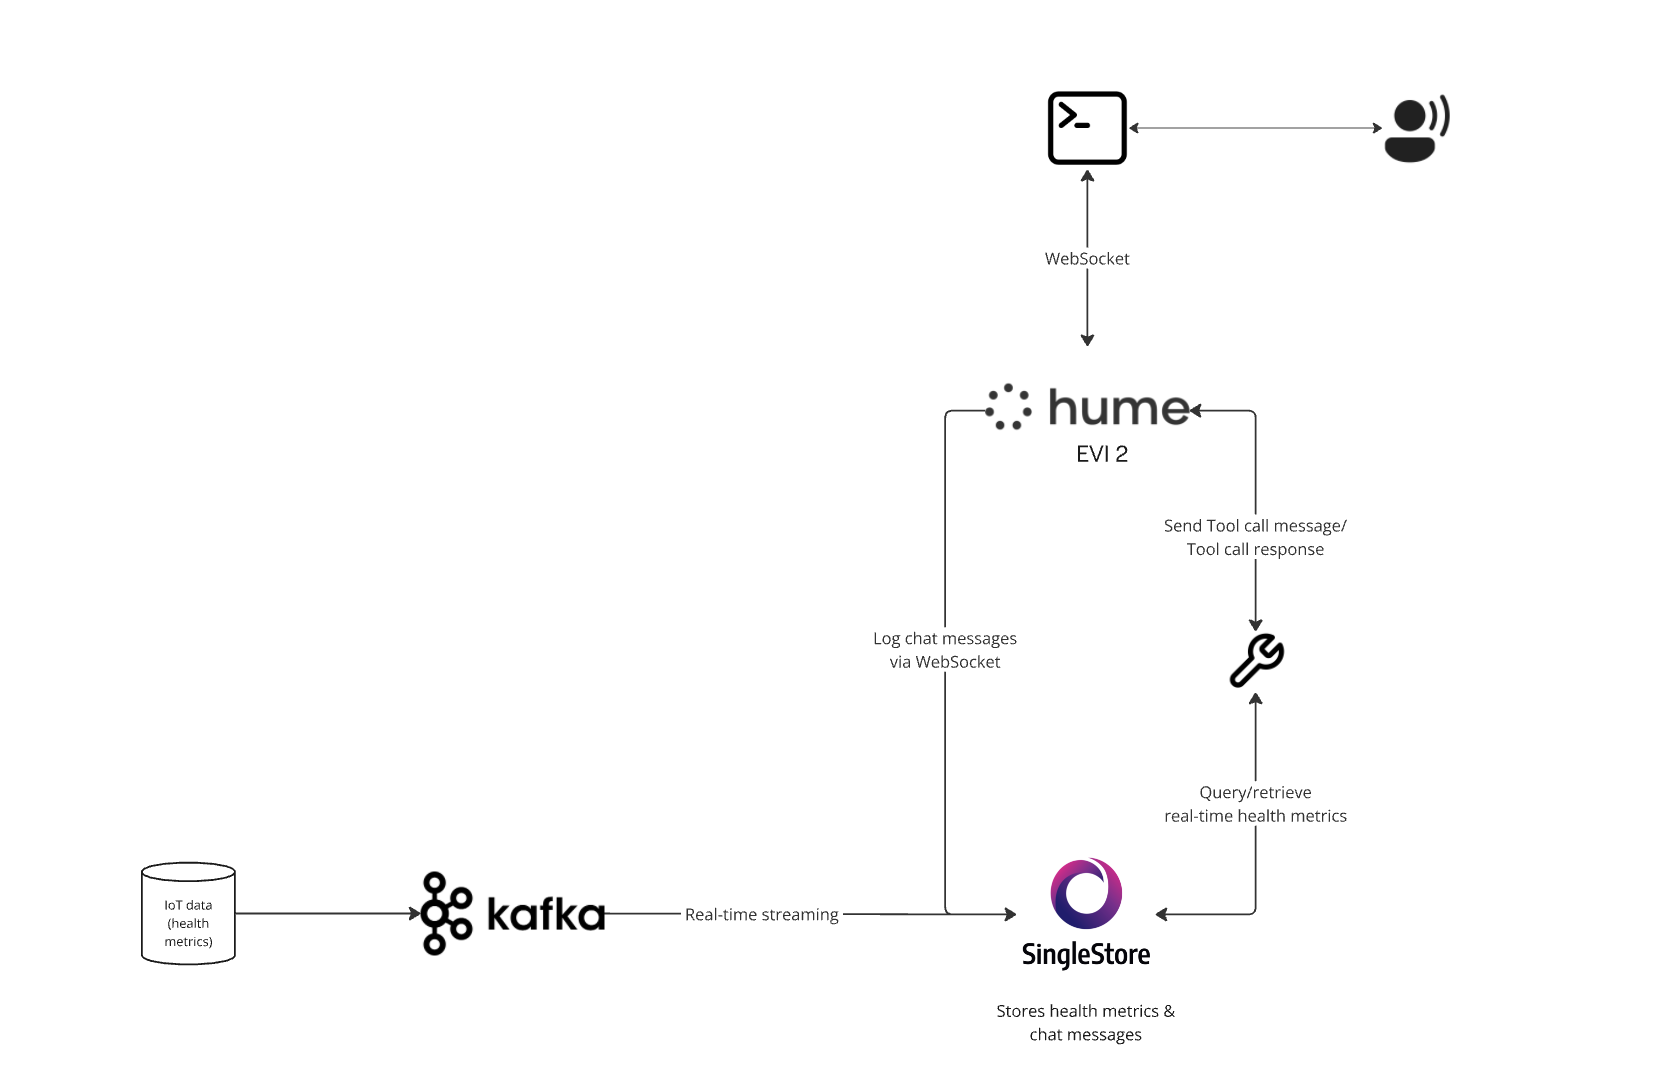 >_
WebSocket
hume
EVI 2
Send Tool call message/
Tool call response
Log chat messages
via WebSocket
Query/retrieve
real-time health metrics
IoT data
(health
metrics)
kafka
Real-time streaming
SingleStore
Stores health metrics &
chat messages